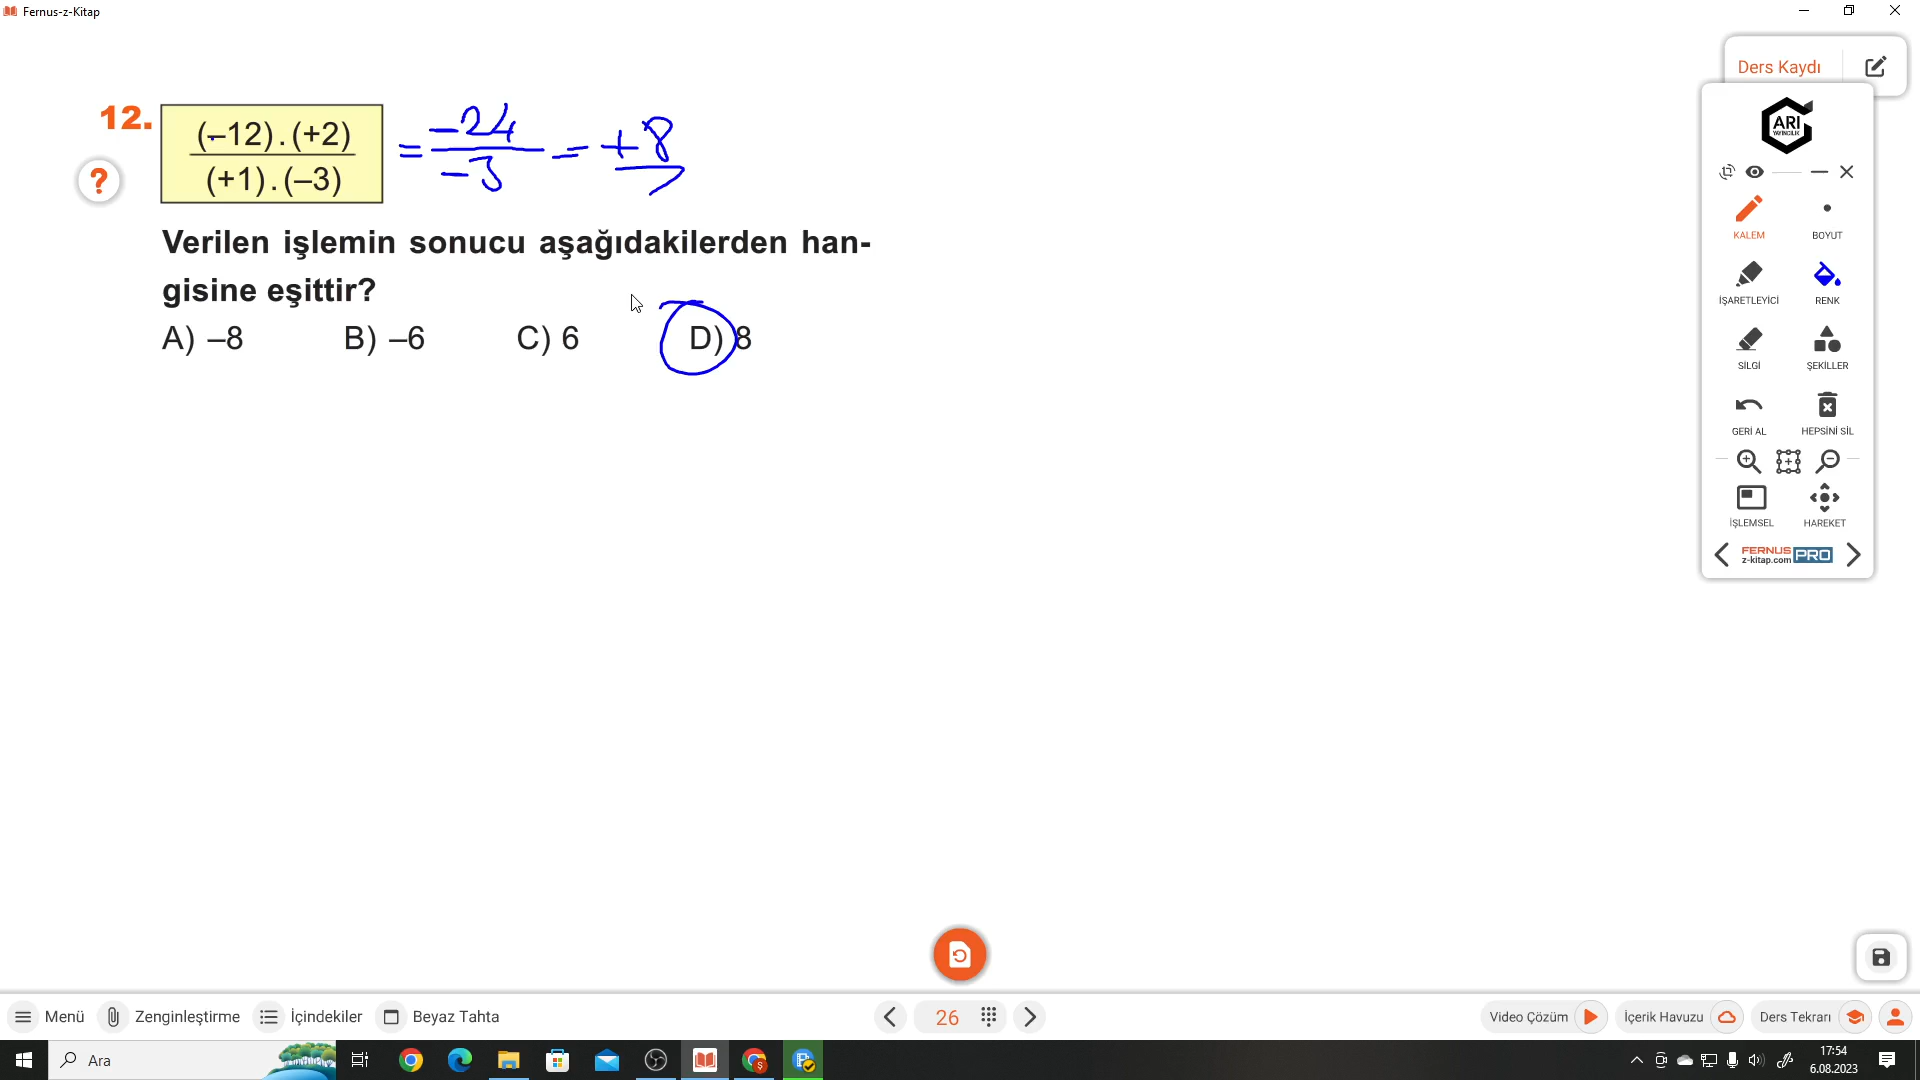 Fernus-z-Kitap
Ders Kaydı
12. (–12).(+2) = –24 = +8
(+1).(–3) –3
?
Verilen işlemin sonucu aşağıdakilerden han-
gisine eşittir?
A) –8 B) –6 C) 6 D) 8
ARI
YAYINCILIK
KALEM BOYUT
İŞARETLEYİCİ RENK
SİLGİ ŞEKİLLER
GERİ AL HEPSİNİ SİL
İŞLEMSEL HAREKET
FERNUS PRO
z-kitap.com
Menü Zenginleştirme İçindekiler Beyaz Tahta 26 Video Çözüm İçerik Havuzu Ders Tekrarı
Ara
17:54
6.08.2023